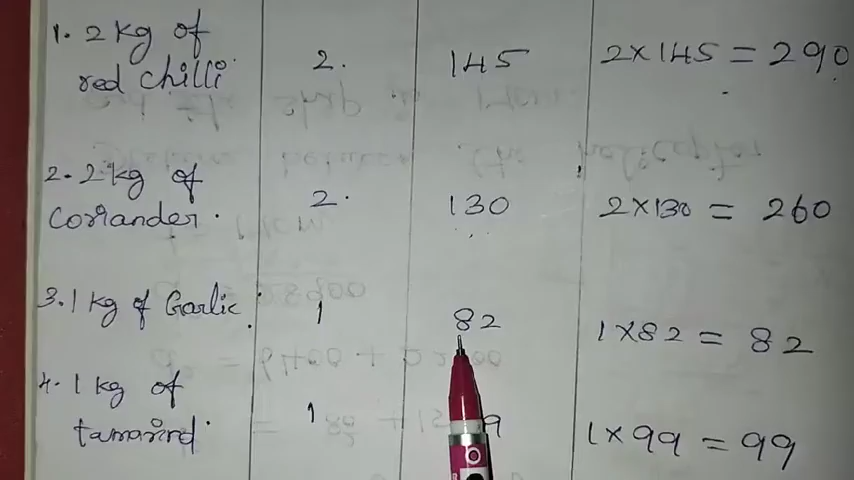 1. 2 kg of
red chilli
2.
145
2×145 = 290
2. 2 kg of
Coriander.
2.
130
2×130 = 260
3. 1 kg of Garlic
1
82
1×82 = 82
4. 1 kg of
tamarind.
1
9
1×99 = 99
b